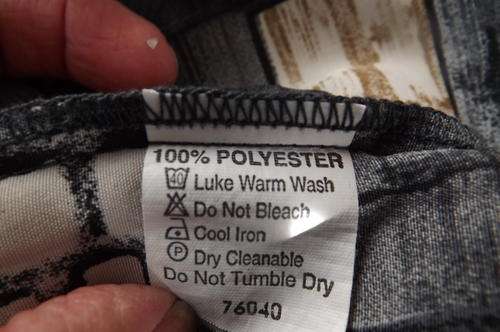 100% POLYESTER
40 Luke Warm Wash
Do Not Bleach
Cool Iron
P Dry Cleanable
Do Not Tumble Dry
76040